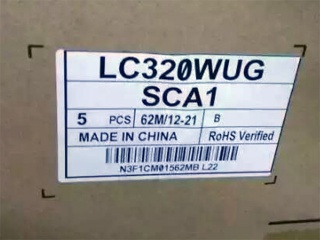 LC320WUG
SCA1
5 PCS 62M/12-21 B
MADE IN CHINA RoHS Verified
N3F1CM01562MB L22